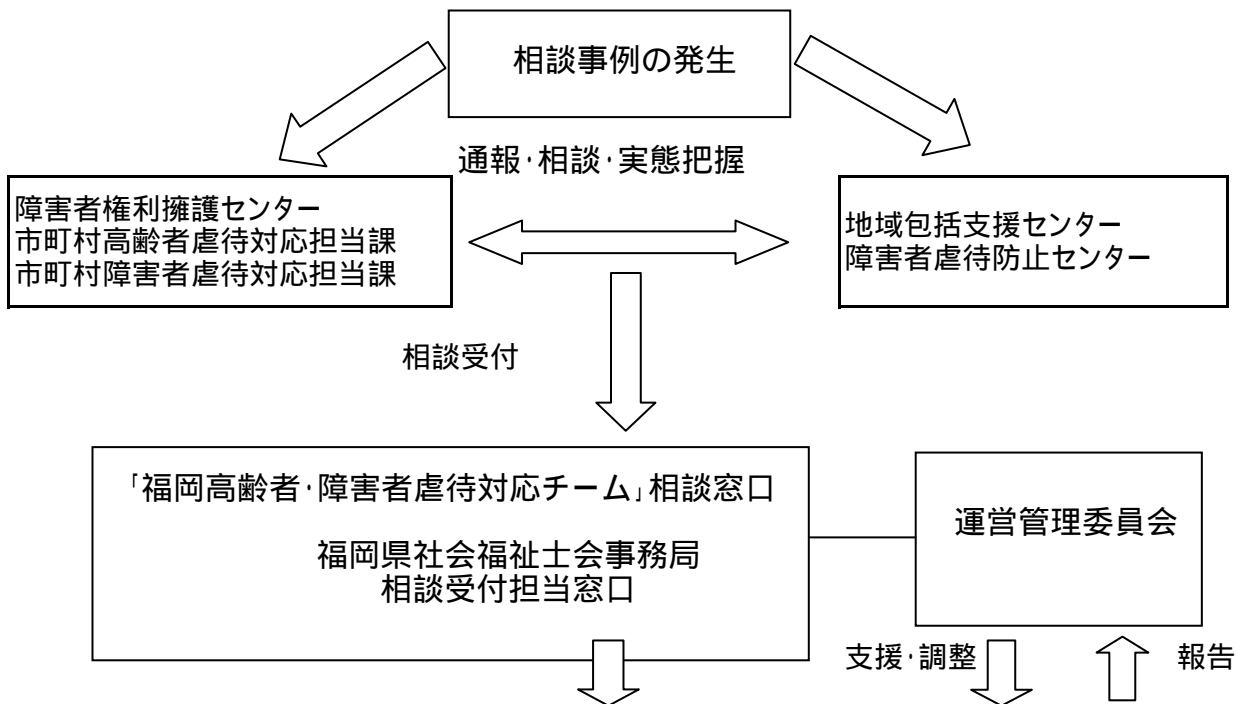 相談事例の発生
通報・相談・実態把握
障害者権利擁護センター
市町村高齢者虐待対応担当課
市町村障害者虐待対応担当課
地域包括支援センター
障害者虐待防止センター
相談受付
「福岡高齢者・障害者虐待対応チーム」相談窓口
福岡県社会福祉士会事務局
相談受付担当窓口
運営管理委員会
支援・調整
報告